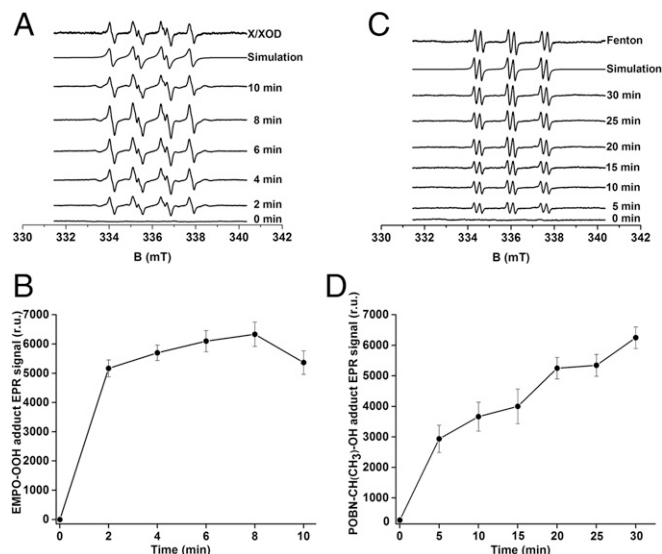 A
X/XOD
Simulation
10 min
8 min
6 min
4 min
2 min
0 min
330 332 334 336 338 340 342
B (mT)
C
Fenton
Simulation
30 min
25 min
20 min
15 min
10 min
5 min
0 min
330 332 334 336 338 340 342
B (mT)
B
EMPO-OOH adduct EPR signal (r.u.)
7000
6000
5000
4000
3000
2000
1000
0
0 2 4 6 8 10
Time (min)
D
POBN-CH(CH3)-OH adduct EPR signal (r.u.)
7000
6000
5000
4000
3000
2000
1000
0
0 5 10 15 20 25 30
Time (min)